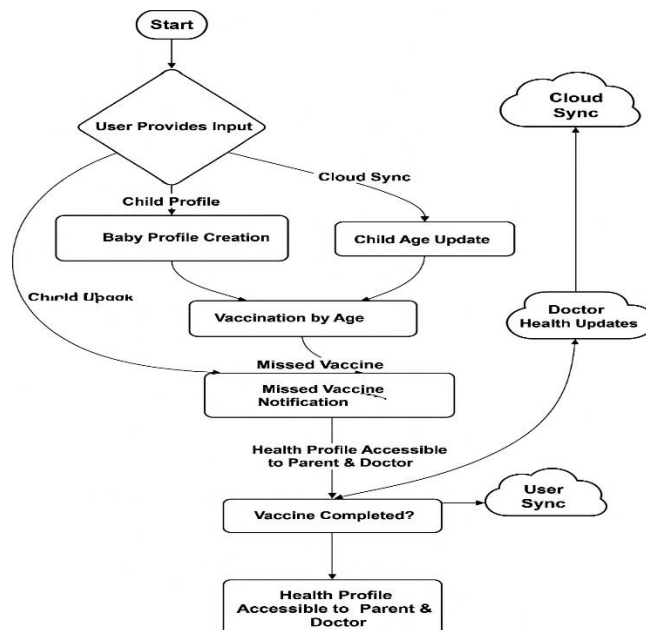 Start
Cloud
Sync
User Provides Input
Cloud Sync
Child Profile
Baby Profile Creation
Child Age Update
Vaccination by Age
Doctor
Health Updates
Missed Vaccine
Missed Vaccine
Notification
Health Profile Accessible
to Parent & Doctor
User
Sync
Vaccine Completed?
Health Profile
Accessible to Parent &
Doctor